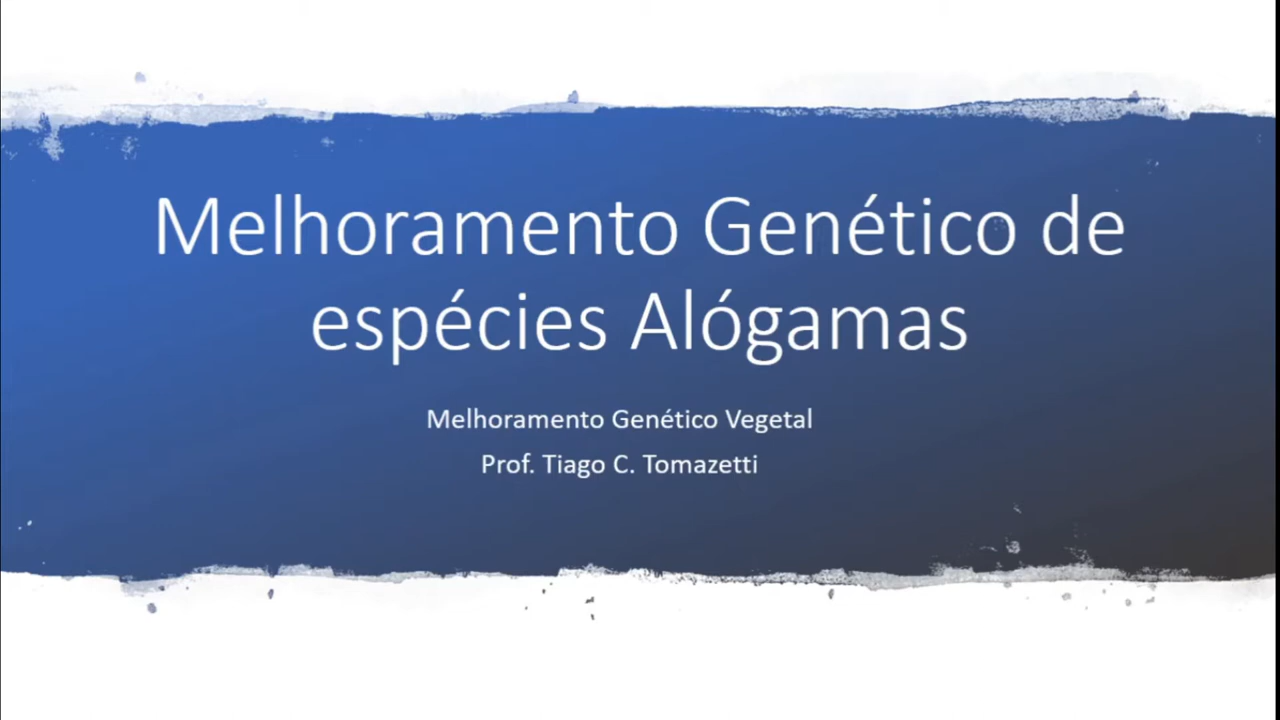 Melhoramento Genético de
espécies Alógamas
Melhoramento Genético Vegetal
Prof. Tiago C. Tomazetti